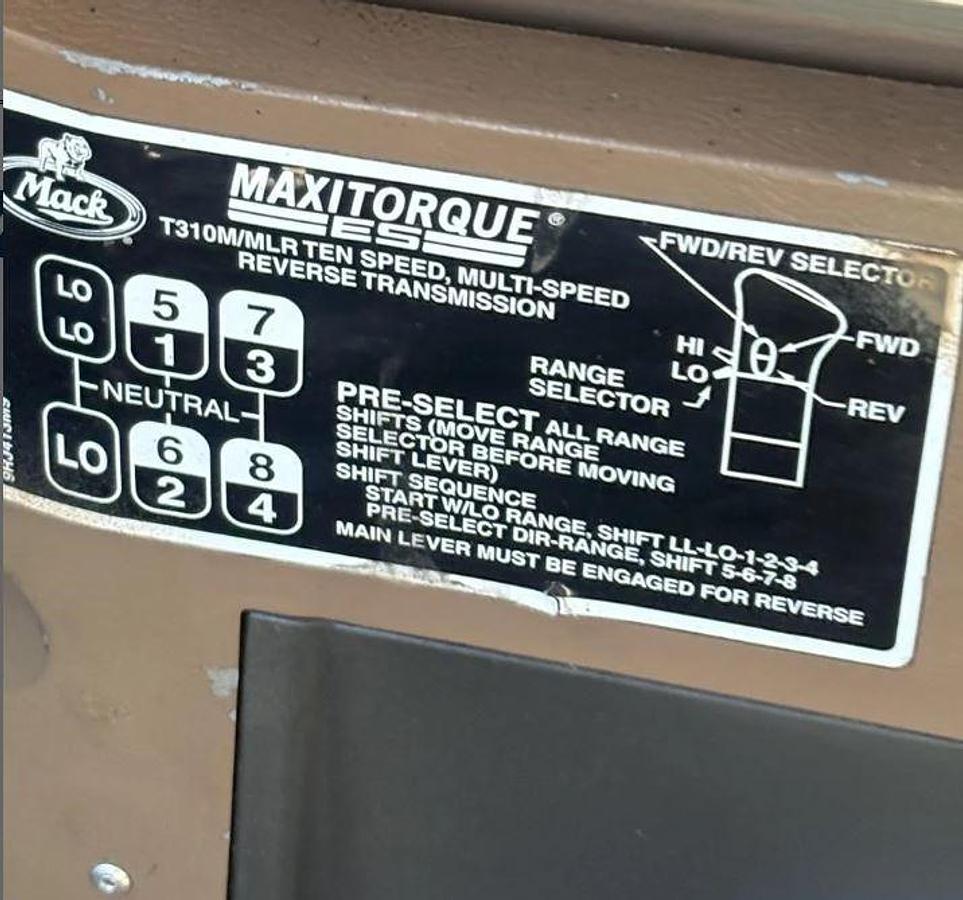 Mack
MAXITORQUE®
ES
T310M/MLR TEN SPEED, MULTI-SPEED
REVERSE TRANSMISSION
FWD/REV SELECTOR
LO
LO
5
1
7
3
NEUTRAL
LO
6
2
8
4
HI
LO
FWD
REV
RANGE
SELECTOR
PRE-SELECT ALL RANGE
SHIFTS (MOVE RANGE
SELECTOR BEFORE MOVING
SHIFT LEVER)
SHIFT SEQUENCE
START W/LO RANGE, SHIFT LL-LO-1-2-3-4
PRE-SELECT DIR-RANGE, SHIFT 5-6-7-8
MAIN LEVER MUST BE ENGAGED FOR REVERSE